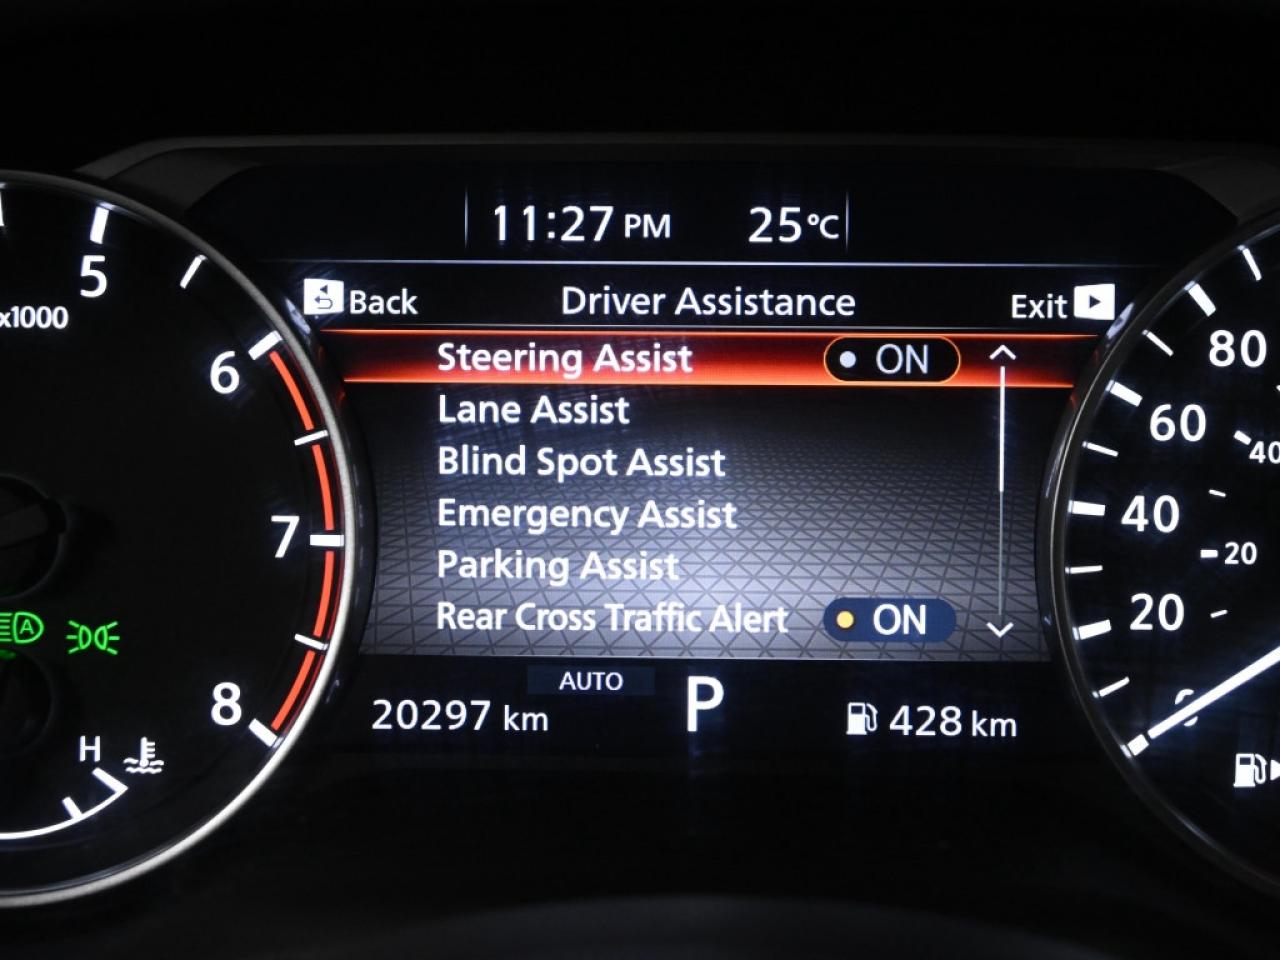 11:27 PM 25°C
Back Driver Assistance Exit
Steering Assist ON
Lane Assist
Blind Spot Assist
Emergency Assist
Parking Assist
Rear Cross Traffic Alert ON
AUTO
20297 km P 428 km
5
x1000
6
7
8
H
A
80
60
40
40
20
20
0